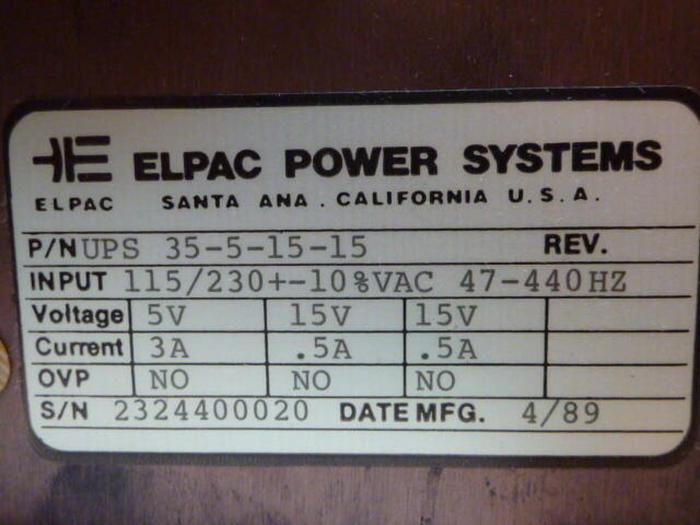 ELPAC POWER SYSTEMS
ELPAC SANTA ANA. CALIFORNIA U.S.A.
P/N UPS 35-5-15-15 REV.
INPUT 115/230+-10%VAC 47-440HZ
Voltage 5V 15V 15V
Current 3A .5A .5A
OVP NO NO NO
S/N 2324400020 DATE MFG. 4/89